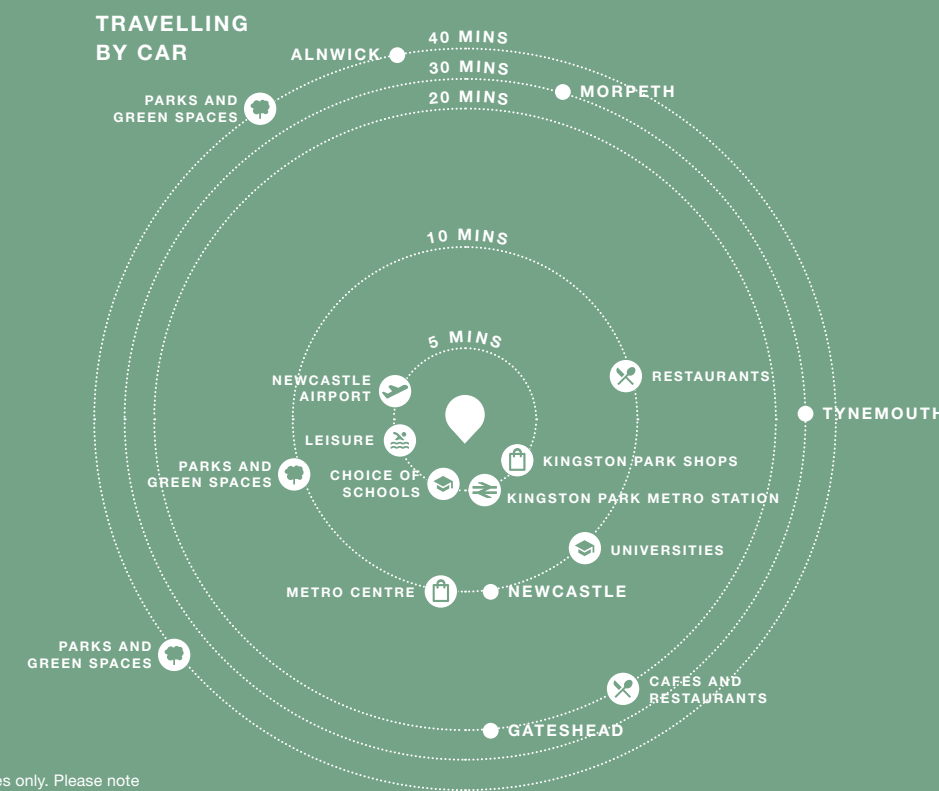 TRAVELLING
BY CAR
40 MINS
ALNWICK
30 MINS
MORPETH
20 MINS
PARKS AND
GREEN SPACES
10 MINS
5 MINS
NEWCASTLE
AIRPORT
RESTAURANTS
TYNEMOUTH
LEISURE
KINGSTON PARK SHOPS
PARKS AND
GREEN SPACES
CHOICE OF
SCHOOLS
KINGSTON PARK METRO STATION
UNIVERSITIES
METRO CENTRE
NEWCASTLE
PARKS AND
GREEN SPACES
CAFES AND
RESTAURANTS
GATESHEAD
only. Please note